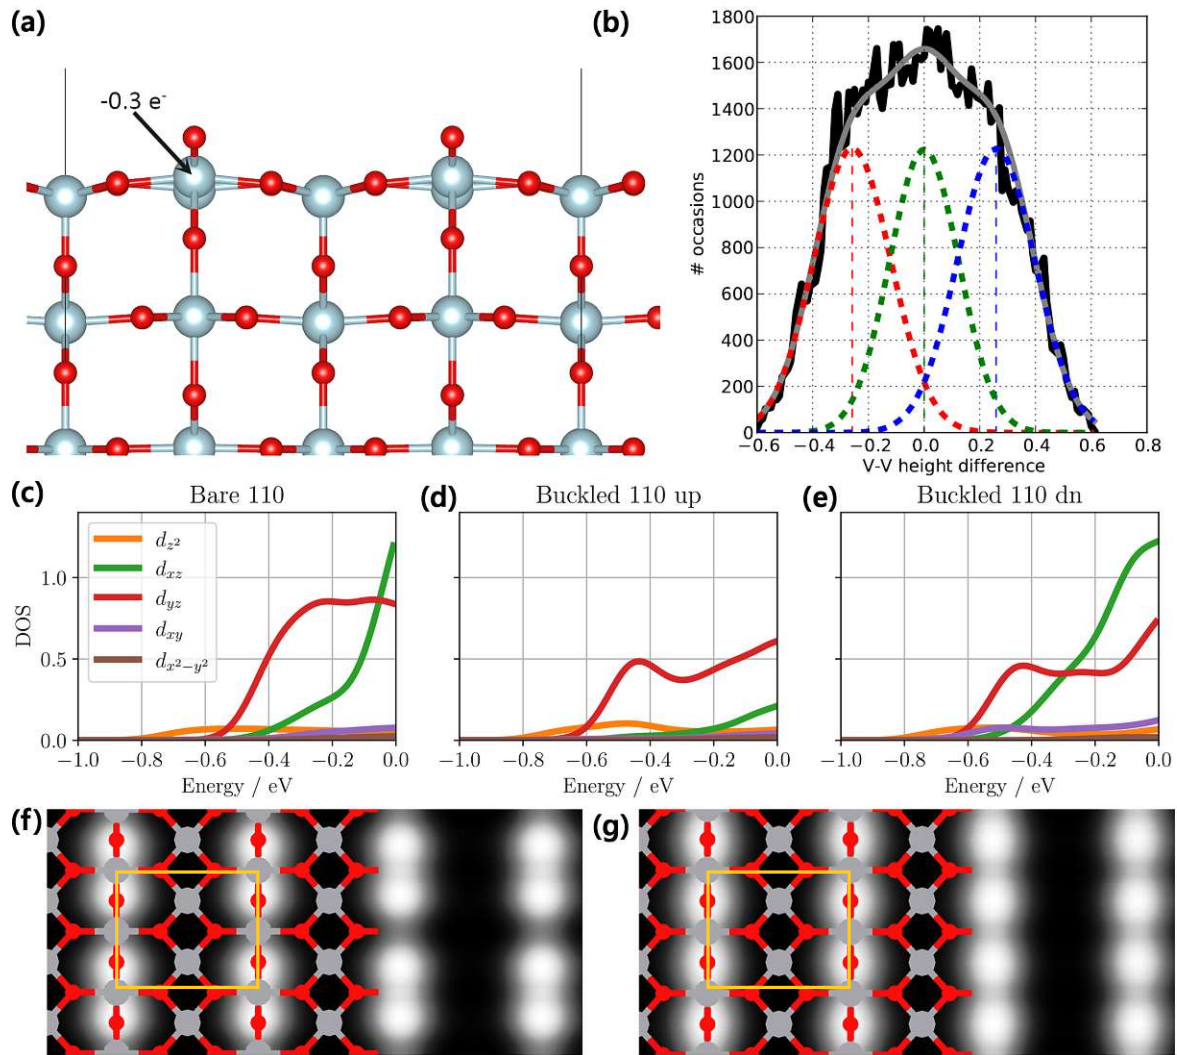 (a)
-0.3 e⁻
(b)
1800
1600
1400
1200
1000
800
600
400
200
0
# occasions
−0.6 −0.4 −0.2 0.0 0.2 0.4 0.6 0.8
V-V height difference
(c) Bare 110
d_{z²}
d_{xz}
d_{yz}
d_{xy}
d_{x²−y²}
1.0
0.5
0.0
DOS
−1.0 −0.8 −0.6 −0.4 −0.2 0.0
Energy / eV
(d) Buckled 110 up
−1.0 −0.8 −0.6 −0.4 −0.2 0.0
Energy / eV
(e) Buckled 110 dn
−1.0 −0.8 −0.6 −0.4 −0.2 0.0
Energy / eV
(f)
(g)